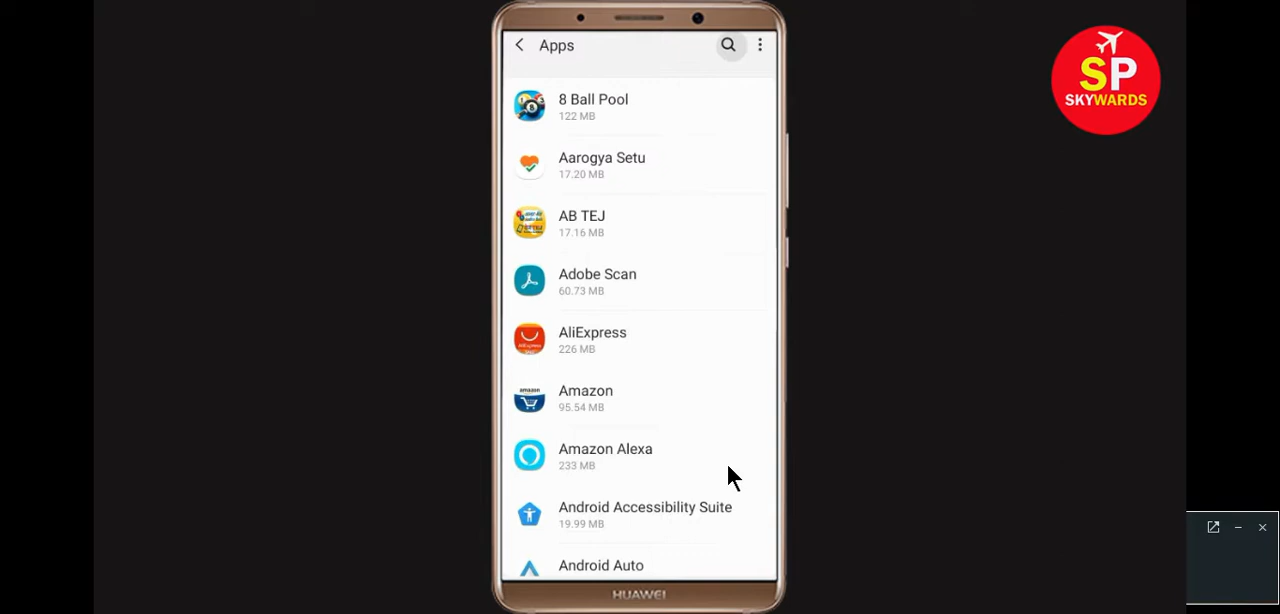 Apps
8 Ball Pool
122 MB
Aarogya Setu
17.20 MB
AB TEJ
17.16 MB
Adobe Scan
60.73 MB
AliExpress
226 MB
Amazon
95.54 MB
Amazon Alexa
233 MB
Android Accessibility Suite
19.99 MB
Android Auto
HUAWEI
SP
SKYWARDS